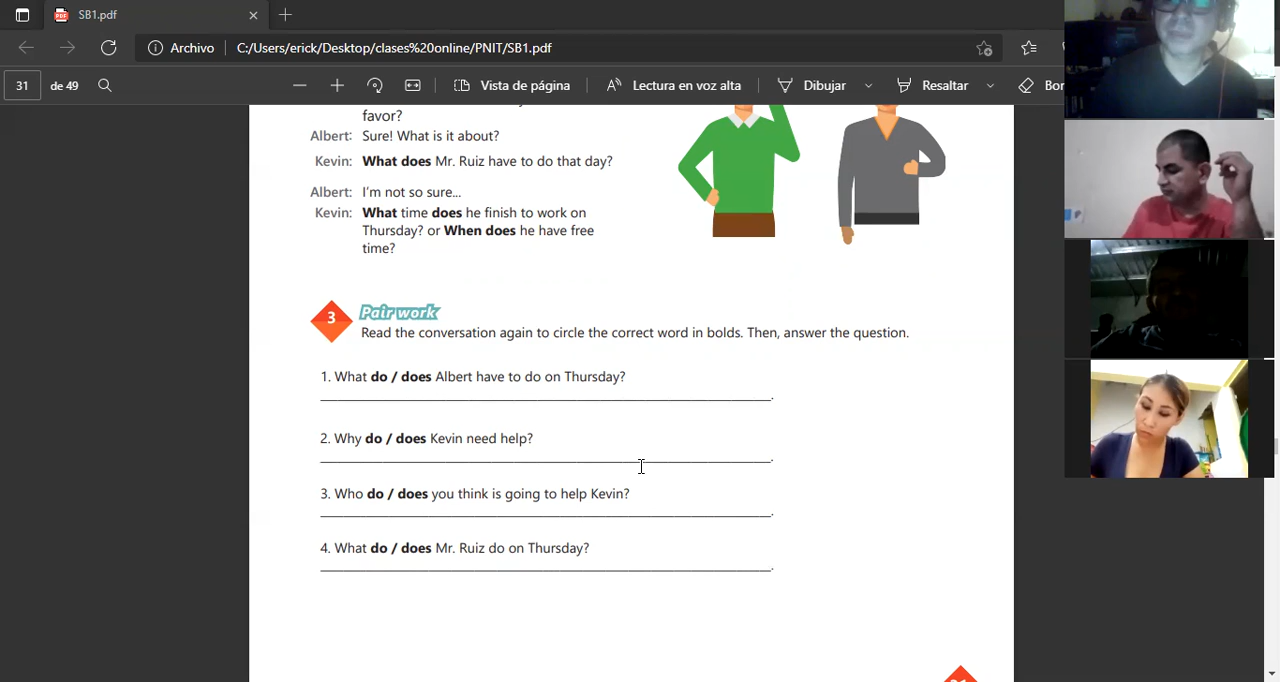 SB1.pdf
Archivo
C:/Users/erick/Desktop/clases%20online/PNIT/SB1.pdf
31 de 49
Vista de página
Lectura en voz alta
Dibujar
Resaltar
Bor
favor?
Albert: Sure! What is it about?
Kevin: What does Mr. Ruiz have to do that day?
Albert: I'm not so sure...
Kevin: What time does he finish to work on
Thursday? or When does he have free
time?
3 Pair work
Read the conversation again to circle the correct word in bolds. Then, answer the question.
1. What do / does Albert have to do on Thursday?
2. Why do / does Kevin need help?
3. Who do / does you think is going to help Kevin?
4. What do / does Mr. Ruiz do on Thursday?